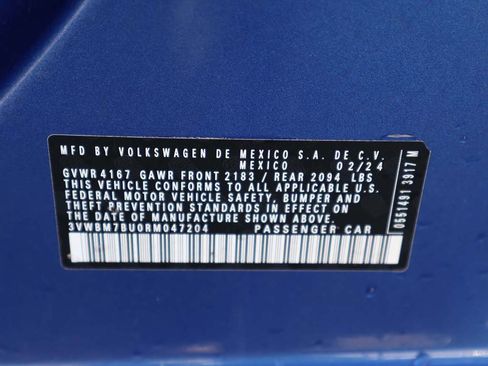 MFD BY VOLKSWAGEN DE MEXICO S.A. DE C.V.
MEXICO 02/24
GVWR 4167 GAWR FRONT 2183 / REAR 2094 LBS
THIS VEHICLE CONFORMS TO ALL APPLICABLE U.S.
FEDERAL MOTOR VEHICLE SAFETY, BUMPER AND
THEFT PREVENTION STANDARDS IN EFFECT ON
THE DATE OF MANUFACTURE SHOWN ABOVE.
3VWBM7BU0RM047204 PASSENGER CAR
0551491 3917 M